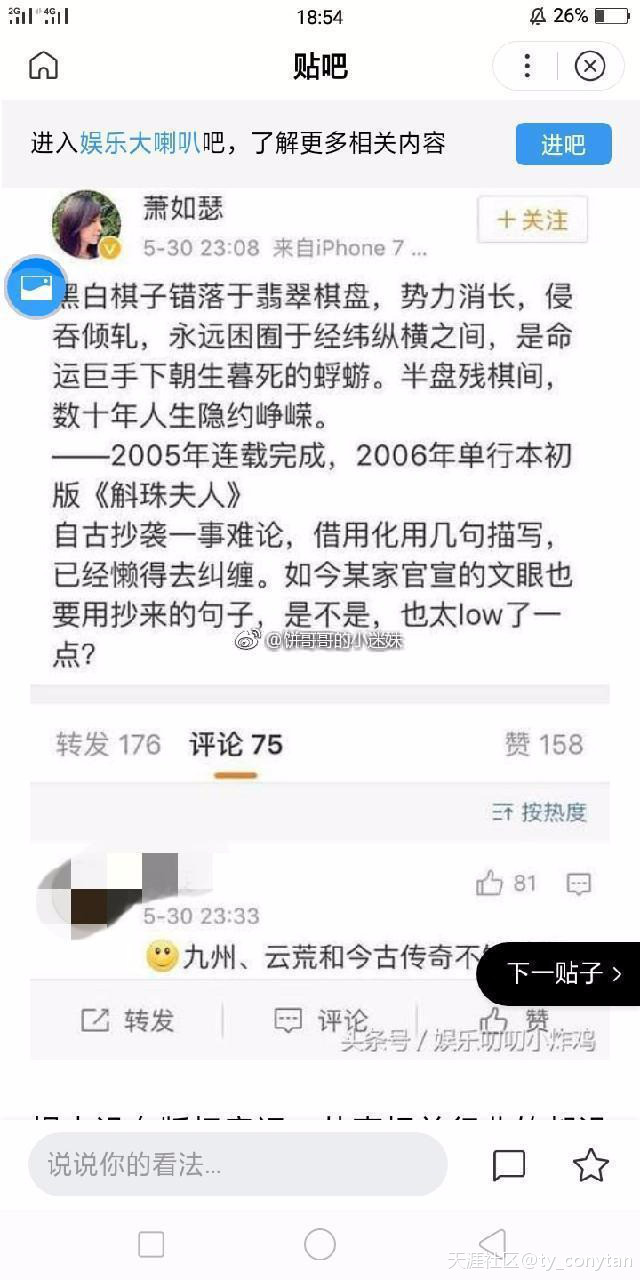 2G 4G 18:54 26%
贴吧
进入娱乐大喇叭吧，了解更多相关内容 进吧
萧如瑟 +关注
5-30 23:08 来自iPhone 7 ...
黑白棋子错落于翡翠棋盘，势力消长，侵
吞倾轧，永远困囿于经纬纵横之间，是命
运巨手下朝生暮死的蜉蝣。半盘残棋间，
数十年人生隐约峥嵘。
——2005年连载完成，2006年单行本初
版《斛珠夫人》
自古抄袭一事难论，借用化用几句描写，
已经懒得去纠缠。如今某家官宣的文眼也
要用抄来的句子，是不是，也太low了一
点？
@饼哥哥的小迷妹
转发 176 评论 75 赞 158
按热度
81
5-30 23:33
九州、云荒和今古传奇不
下一贴子 >
转发 评论 赞
头条号 / 娱乐叨叨小炸鸡
说说你的看法...
天涯社区@ty_conytan